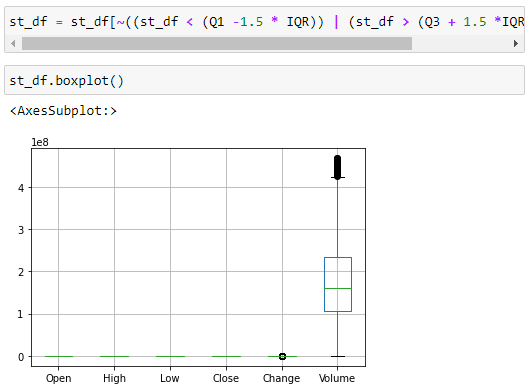 st_df = st_df[~((st_df < (Q1 -1.5 * IQR)) | (st_df > (Q3 + 1.5 *IQR
st_df.boxplot()
<AxesSubplot:>
1e8
4
3
2
1
0
Open High Low Close Change Volume